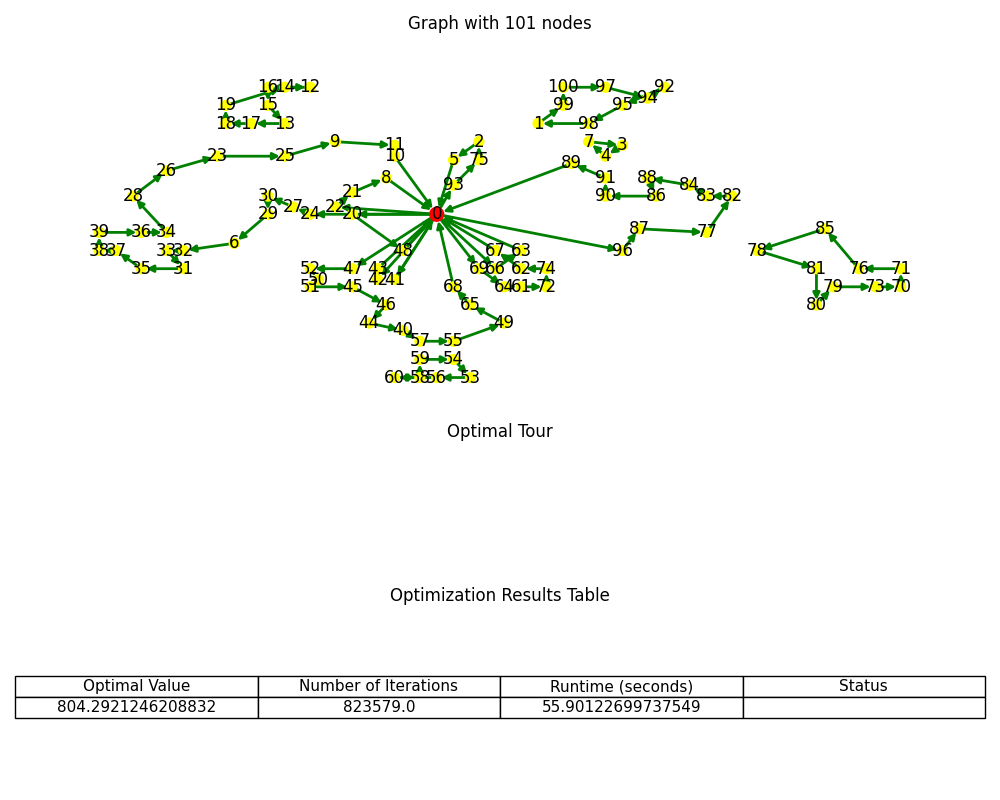 Graph with 101 nodes
16 14 12 100 97 92
19 15 99 95 94
18 17 13 1 98
9 11 2 7 3
23 25 10 5 75 89 4
26 8 93 91 88 84
28 30 21 90 86 83 82
29 27 24 22 20 0
39 36 34 6 87 77 85
38 37 33 32 48 67 63 96 78
35 31 52 47 43 69 66 62 74 81 76 71
50 42 41
51 45 68 64 61 72 79 73 70
46 65 80
44 40 49
57 55
59 54
60 58 56 53
Optimal Tour
Optimization Results Table
Optimal Value Number of Iterations Runtime (seconds) Status
804.2921246208832 823579.0 55.90122699737549